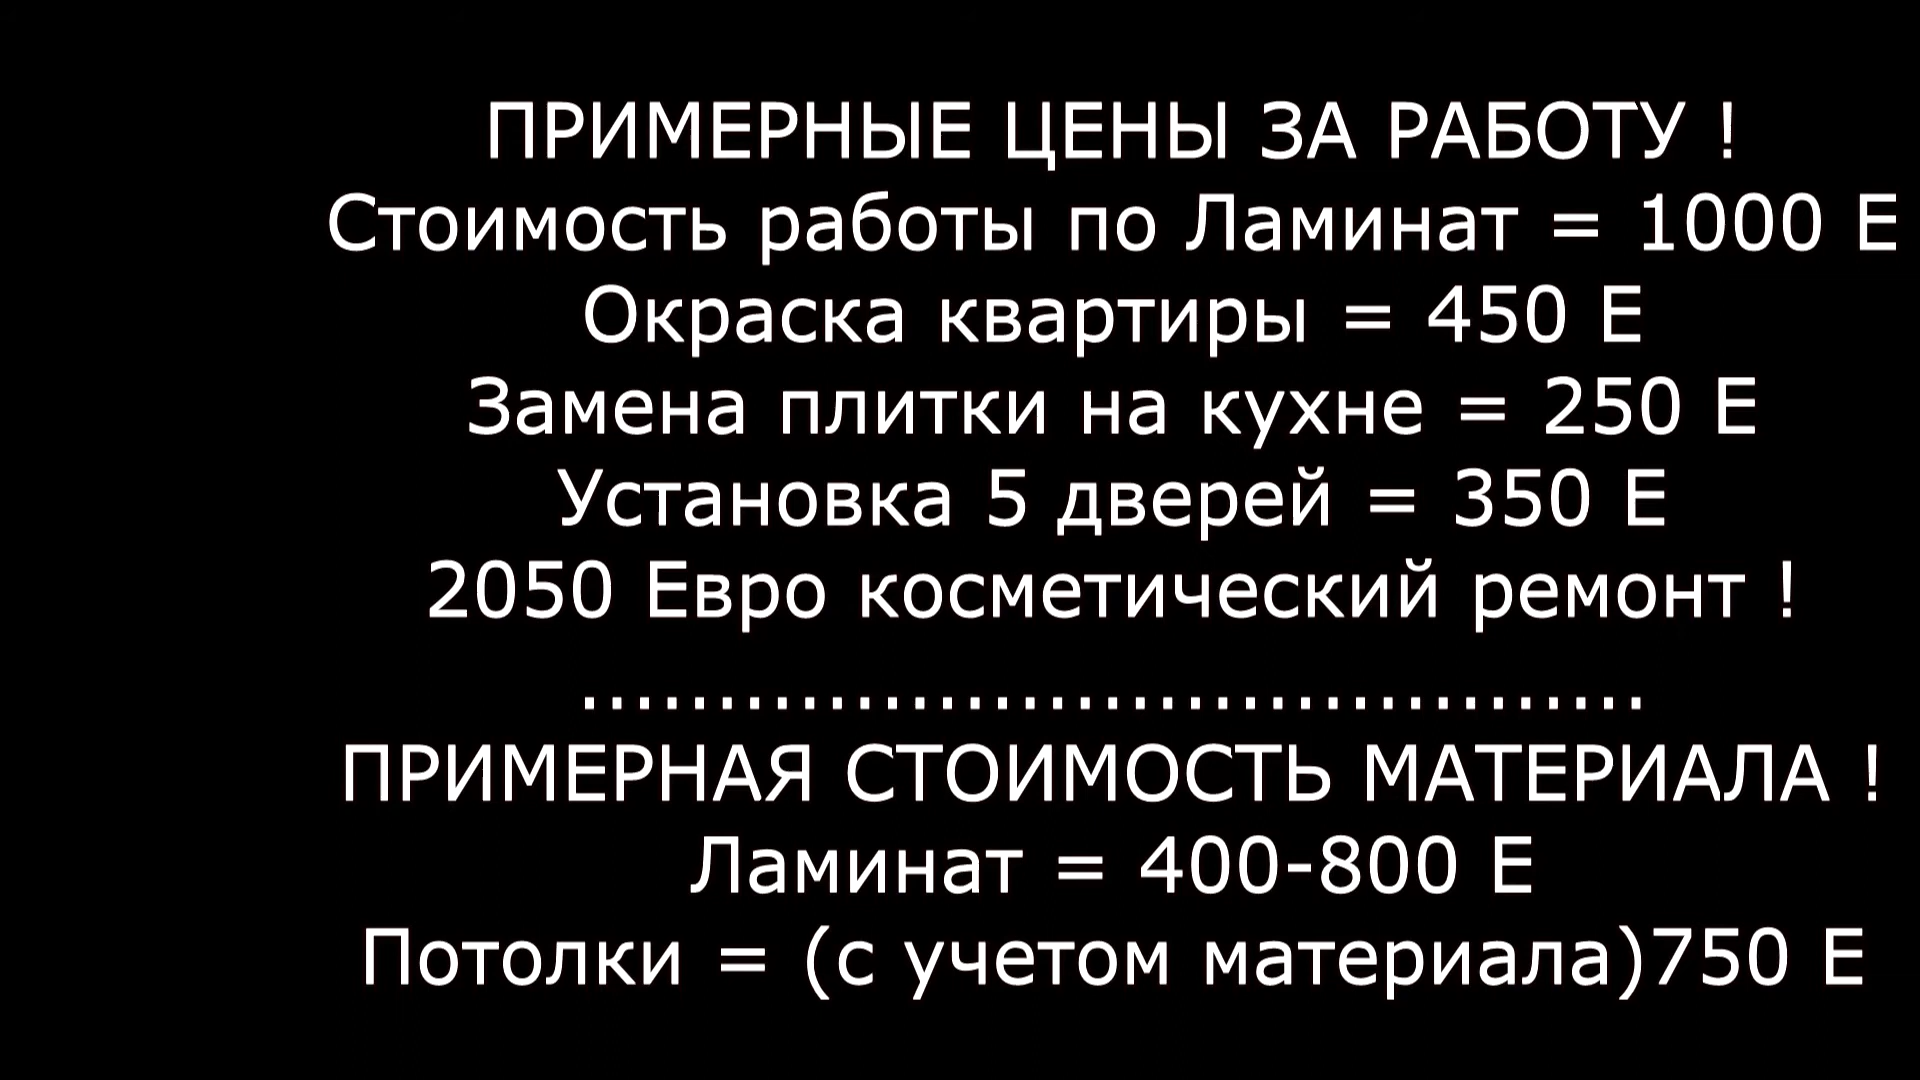 ПРИМЕРНЫЕ ЦЕНЫ ЗА РАБОТУ !
Стоимость работы по Ламинат = 1000 Е
Окраска квартиры = 450 Е
Замена плитки на кухне = 250 Е
Установка 5 дверей = 350 Е
2050 Евро косметический ремонт !
.......................................
ПРИМЕРНАЯ СТОИМОСТЬ МАТЕРИАЛА !
Ламинат = 400-800 Е
Потолки = (с учетом материала)750 Е